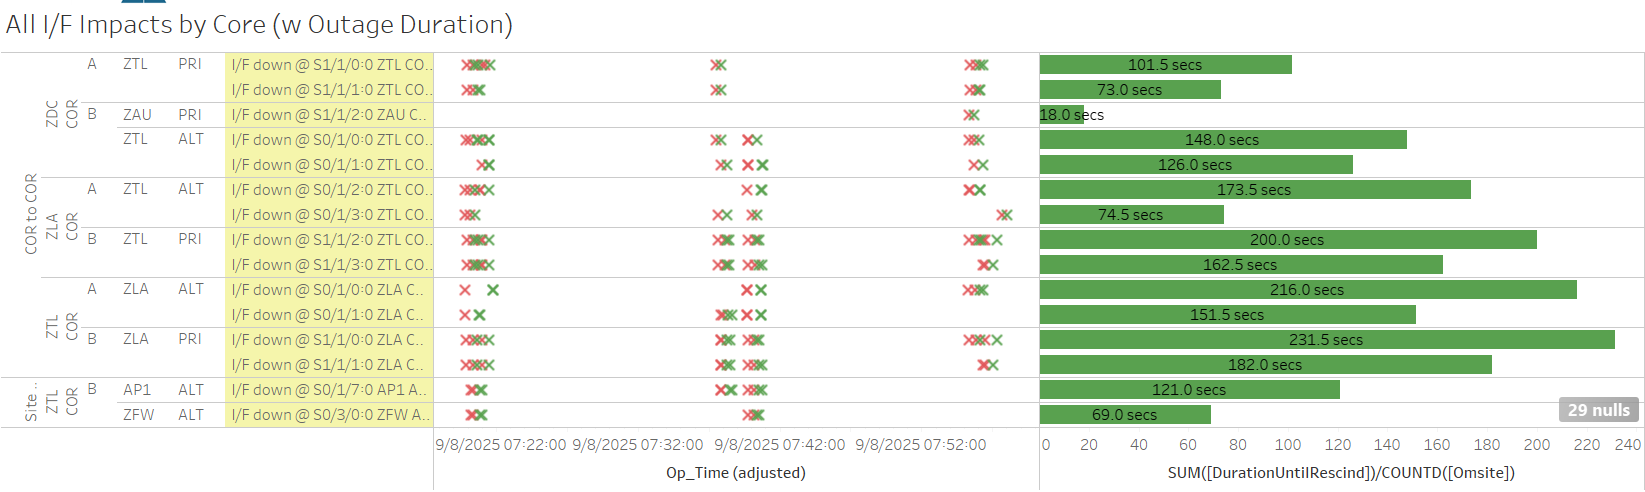 All I/F Impacts by Core (w Outage Duration)
COR to COR
ZDC COR
A ZTL PRI I/F down @ S1/1/0:0 ZTL CO.. 101.5 secs
I/F down @ S1/1/1:0 ZTL CO.. 73.0 secs
B ZAU PRI I/F down @ S1/1/2:0 ZAU C.. 18.0 secs
ZTL ALT I/F down @ S0/1/0:0 ZTL CO.. 148.0 secs
I/F down @ S0/1/1:0 ZTL CO.. 126.0 secs
ZLA COR
A ZTL ALT I/F down @ S0/1/2:0 ZTL CO.. 173.5 secs
I/F down @ S0/1/3:0 ZTL CO.. 74.5 secs
B ZTL PRI I/F down @ S1/1/2:0 ZTL CO.. 200.0 secs
I/F down @ S1/1/3:0 ZTL CO.. 162.5 secs
ZTL COR
A ZLA ALT I/F down @ S0/1/0:0 ZLA C.. 216.0 secs
I/F down @ S0/1/1:0 ZLA C.. 151.5 secs
B ZLA PRI I/F down @ S1/1/0:0 ZLA C.. 231.5 secs
I/F down @ S1/1/1:0 ZLA C.. 182.0 secs
Site..
ZTL COR
B AP1 ALT I/F down @ S0/1/7:0 AP1 A.. 121.0 secs
ZFW ALT I/F down @ S0/3/0:0 ZFW A.. 69.0 secs
29 nulls
9/8/2025 07:22:00 9/8/2025 07:32:00 9/8/2025 07:42:00 9/8/2025 07:52:00 0 20 40 60 80 100 120 140 160 180 200 220 240
Op_Time (adjusted) SUM([DurationUntilRescind])/COUNTD([Omsite])